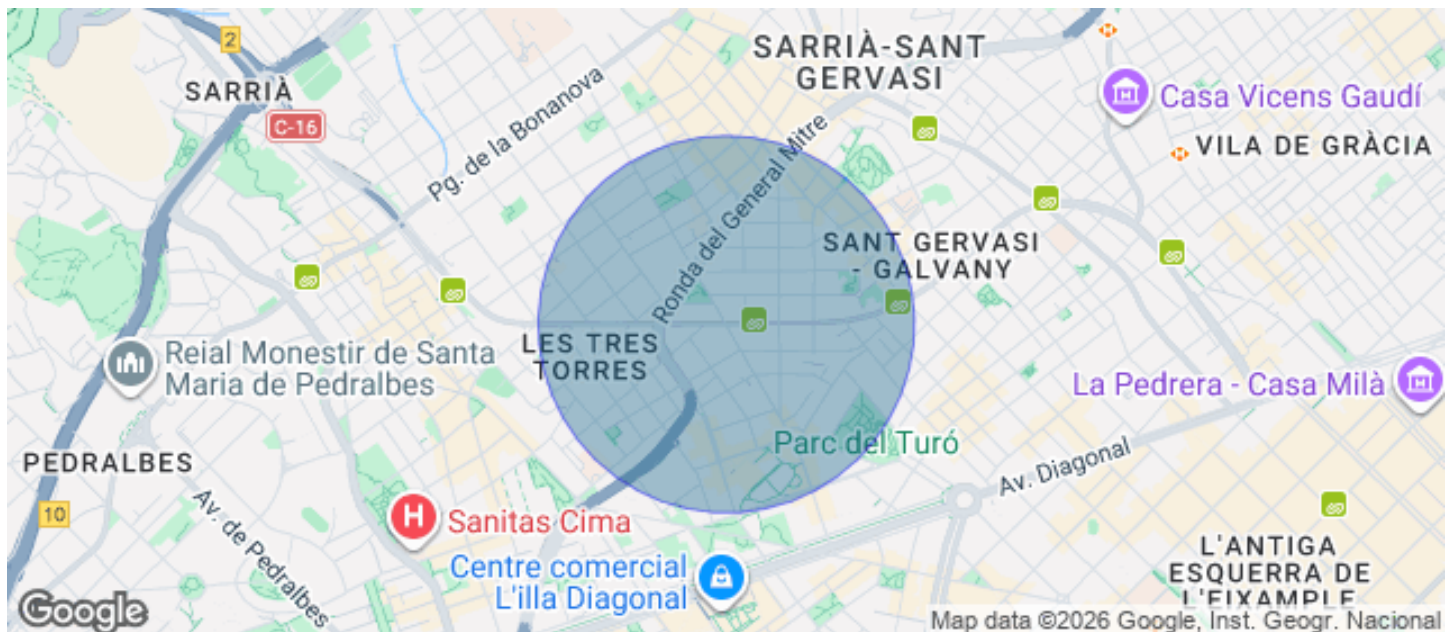 2
SARRIÀ-SANT
GERVASI
SARRIÀ
Casa Vicens Gaudí
C-16
Pg. de la Bonanova
VILA DE GRÀCIA
Ronda del General Mitre
SANT GERVASI
- GALVANY
LES TRES
TORRES
Reial Monestir de Santa
Maria de Pedralbes
La Pedrera - Casa Milà
Parc del Turó
PEDRALBES
Av. Diagonal
10
Av. de Pedralbes
H
Sanitas Cima
Centre comercial
L'illa Diagonal
L'ANTIGA
ESQUERRA DE
L'EIXAMPLE
Google
Map data ©2026 Google, Inst. Geogr. Nacional